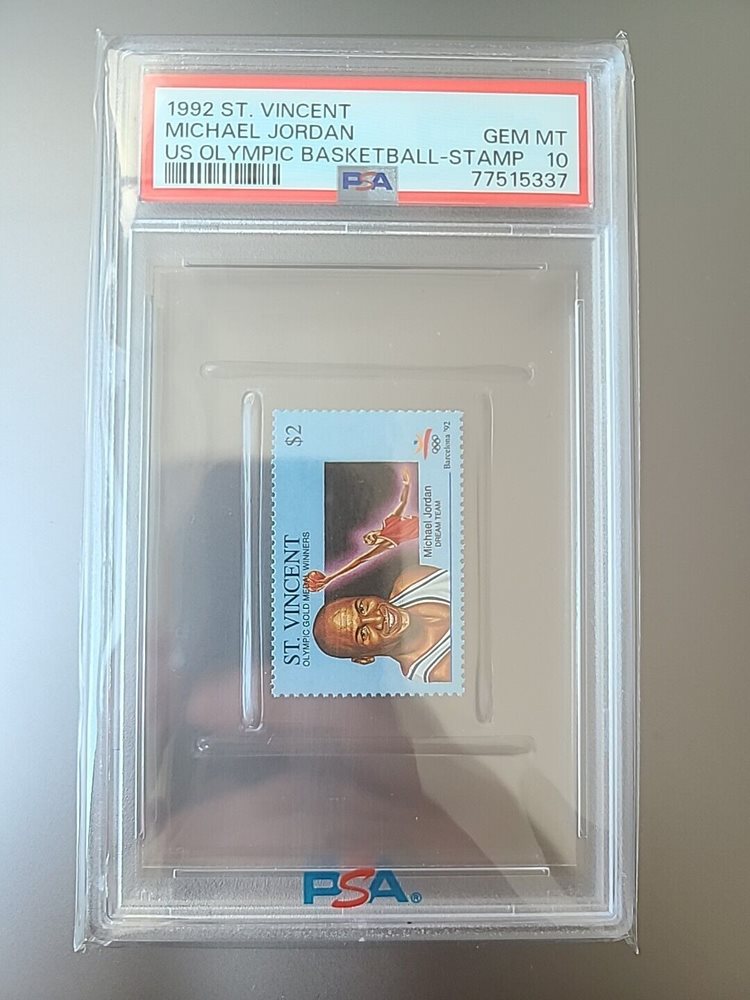 1992 ST. VINCENT
MICHAEL JORDAN GEM MT
US OLYMPIC BASKETBALL-STAMP 10
PSA 77515337
$2
ST. VINCENT
OLYMPIC GOLD MEDAL WINNERS
Michael Jordan
DREAM TEAM
Barcelona '92
PSA®